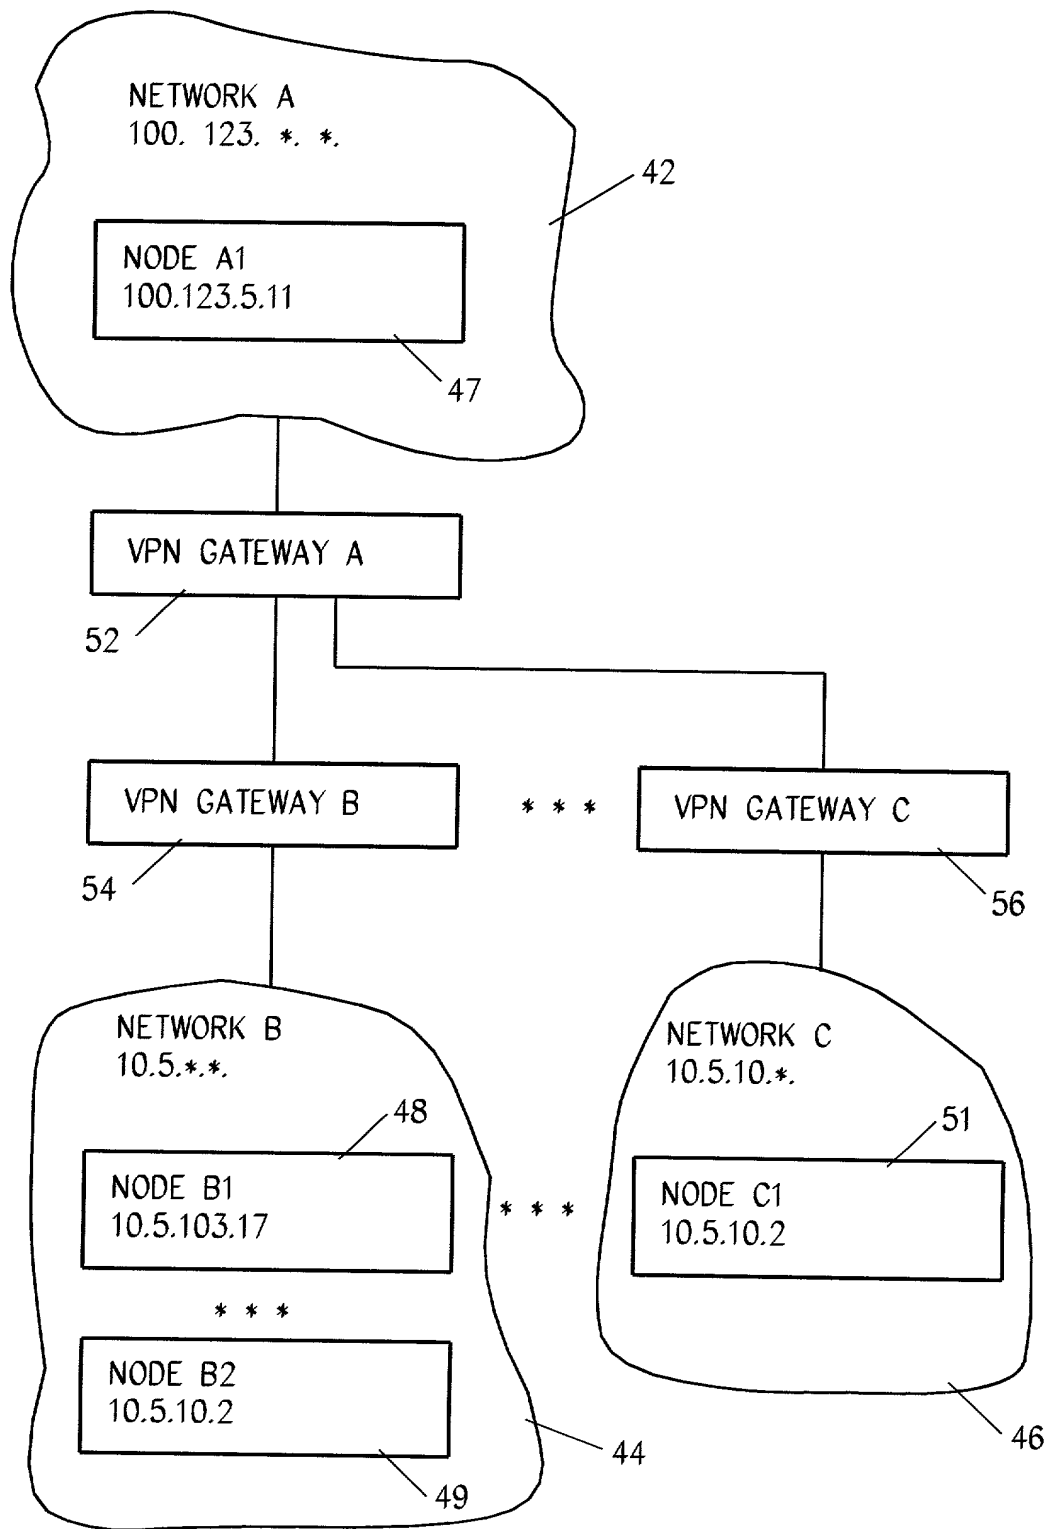 NETWORK A
100. 123. *. *.
42
NODE A1
100.123.5.11
47
VPN GATEWAY A
52
VPN GATEWAY B
* * *
VPN GATEWAY C
54
56
NETWORK B
10.5.*.*.
NETWORK C
10.5.10.*.
48
51
NODE B1
10.5.103.17
* * *
NODE C1
10.5.10.2
* * *
NODE B2
10.5.10.2
44
46
49